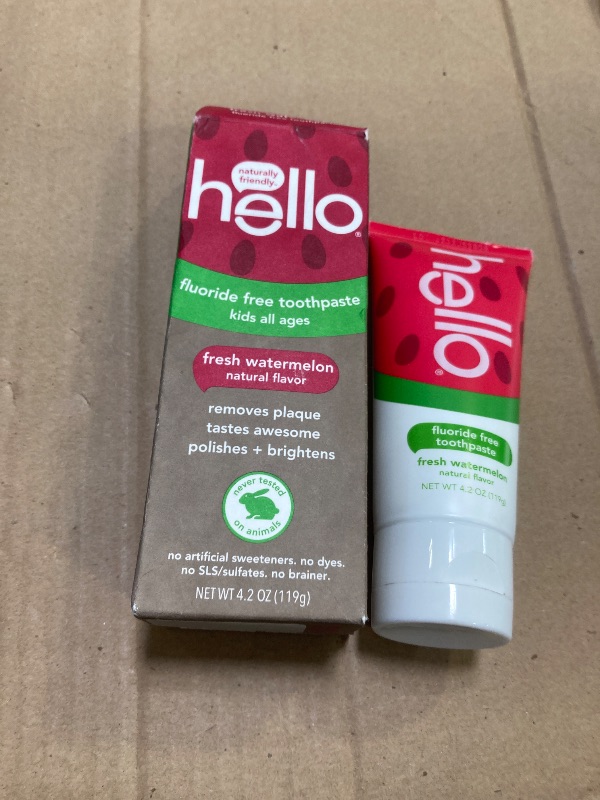 naturally
friendly™
hello®
fluoride free toothpaste
kids all ages
fresh watermelon
natural flavor
removes plaque
tastes awesome
polishes + brightens
never tested
on animals
no artificial sweeteners. no dyes.
no SLS/sulfates. no brainer.
NET WT 4.2 OZ (119g)
hello®
fluoride free
toothpaste
fresh watermelon
natural flavor
NET WT 4.2 OZ (119g)